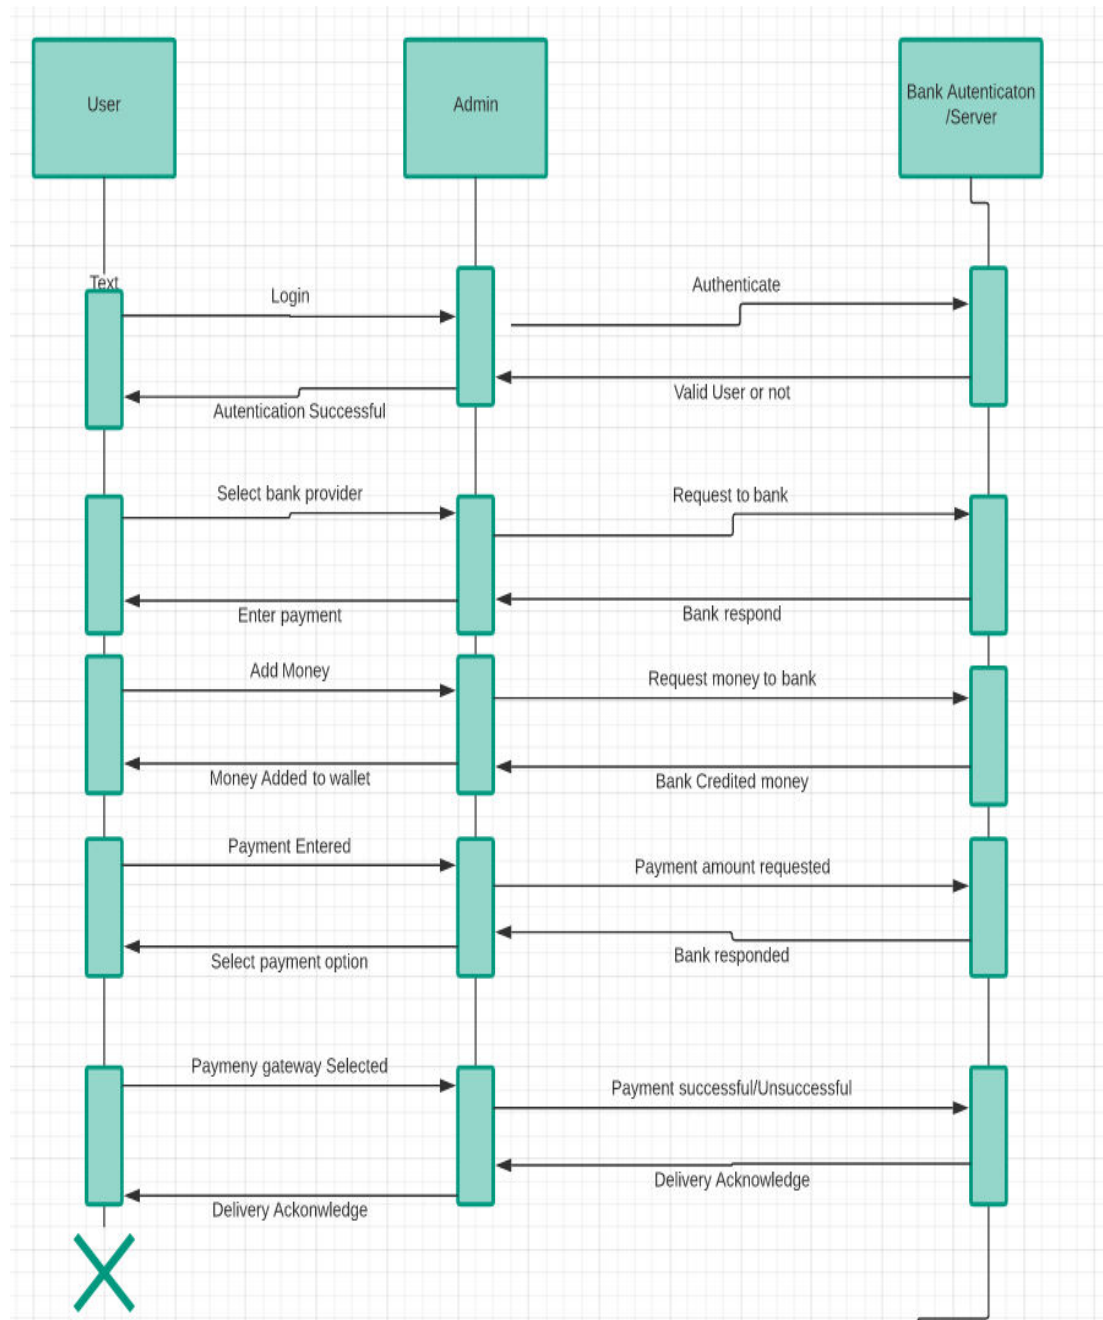 User
Admin
Bank Autenticaton
/Server
Text
Login
Authenticate
Valid User or not
Autentication Successful
Select bank provider
Request to bank
Enter payment
Bank respond
Add Money
Request money to bank
Money Added to wallet
Bank Credited money
Payment Entered
Payment amount requested
Select payment option
Bank responded
Paymeny gateway Selected
Payment successful/Unsuccessful
Delivery Acknowledge
Delivery Ackonwledge